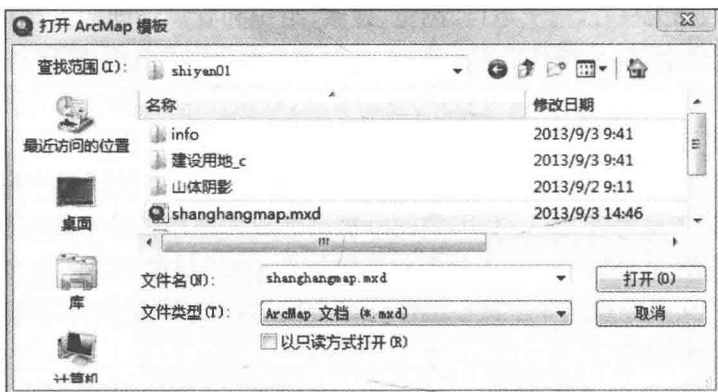 打开 ArcMap 模板
查找范围(I):
shiyan01
名称
修改日期
info
2013/9/3 9:41
建设用地_c
2013/9/3 9:41
山体阴影
2013/9/2 9:11
shanghangmap.mxd
2013/9/3 14:46
最近访问的位置
桌面
库
计算机
文件名(N):
shanghangmap.mxd
打开(O)
文件类型(T):
ArcMap 文档 (*.mxd)
取消
以只读方式打开(R)